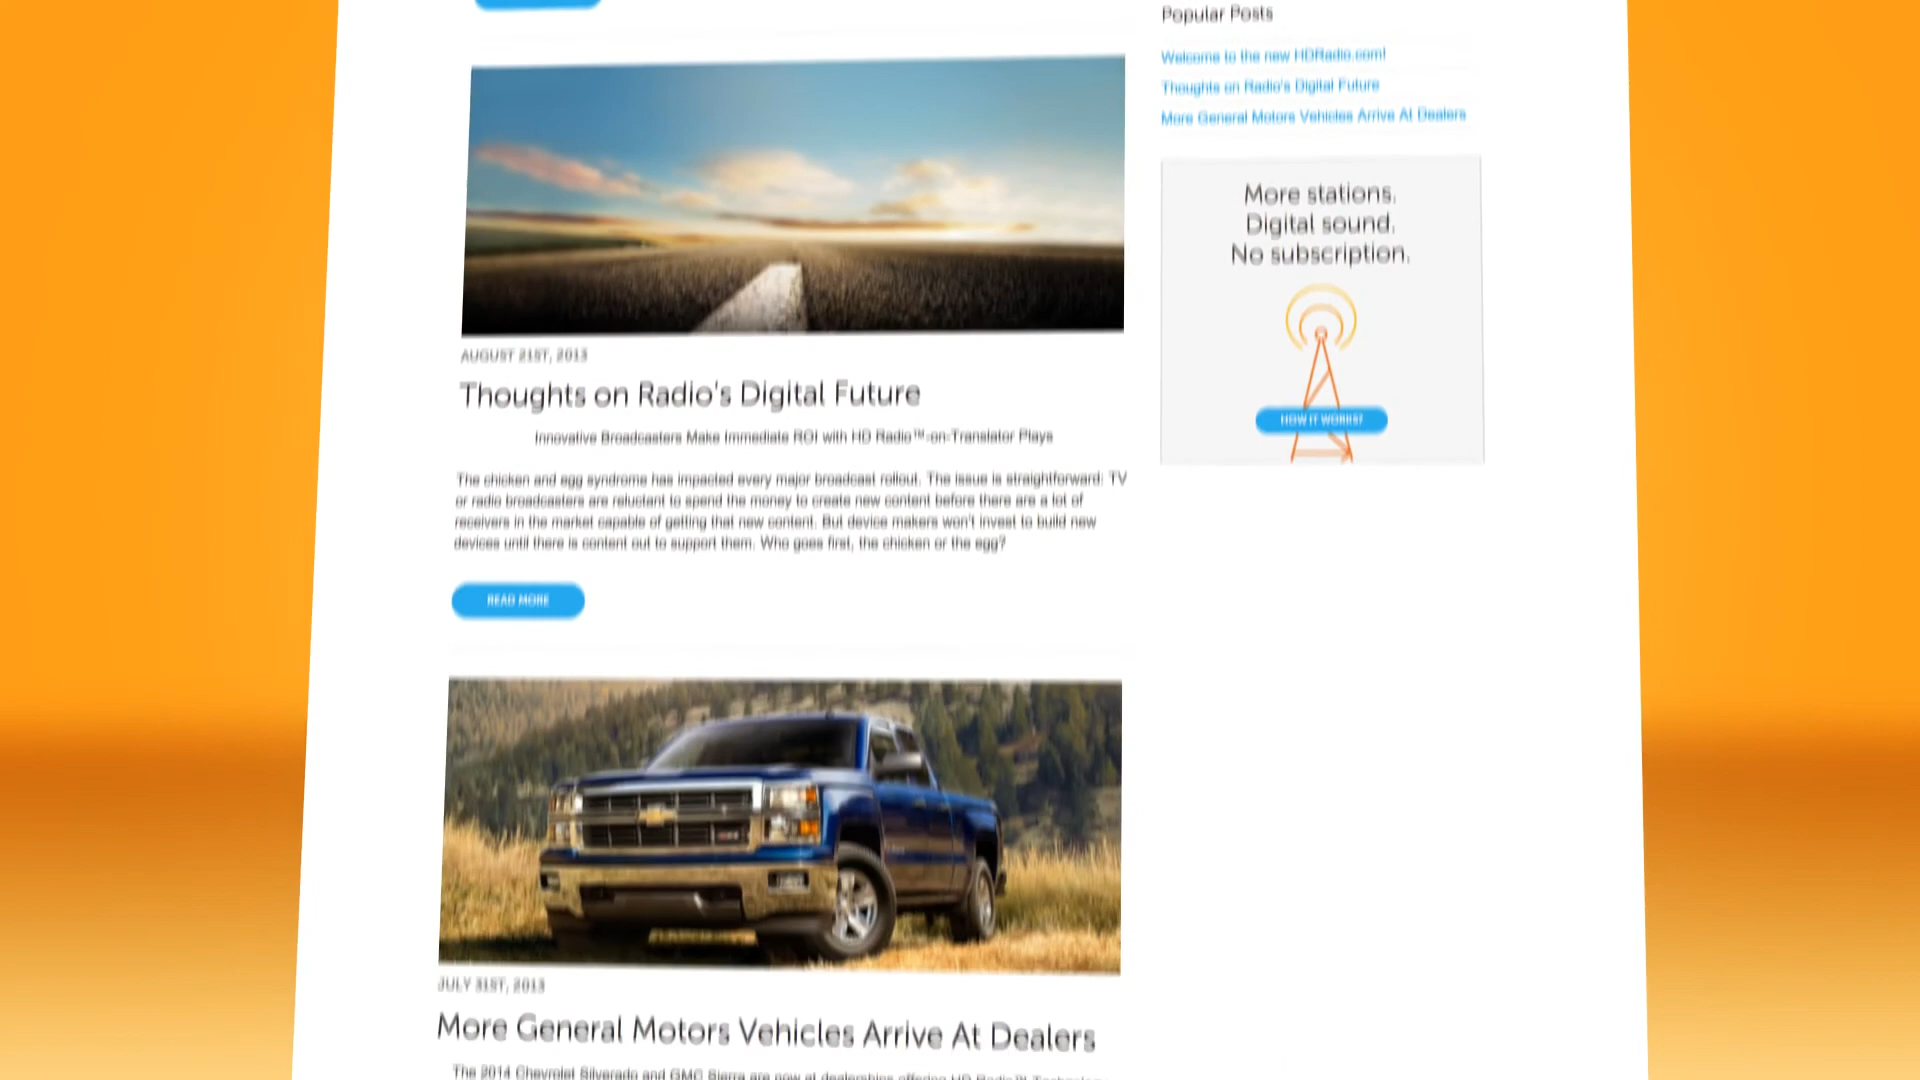 Popular Posts
Welcome to the new HDRadio.com!
Thoughts on Radio's Digital Future
More General Motors Vehicles Arrive At Dealers
More stations.
Digital sound.
No subscription.
HOW IT WORKS?
AUGUST 21ST, 2013
Thoughts on Radio's Digital Future
Innovative Broadcasters Make Immediate ROI with HD Radio™-on-Translator Plays
The chicken and egg syndrome has impacted every major broadcast rollout. The issue is straightforward: TV
or radio broadcasters are reluctant to spend the money to create new content before there are a lot of
receivers in the market capable of getting that new content. But device makers won't invest to build new
devices until there is content out to support them. Who goes first, the chicken or the egg?
READ MORE
JULY 31ST, 2013
More General Motors Vehicles Arrive At Dealers
The 2014 Chevrolet Silverado and GMC Sierra are now at dealerships offering HD Radio™ Technology